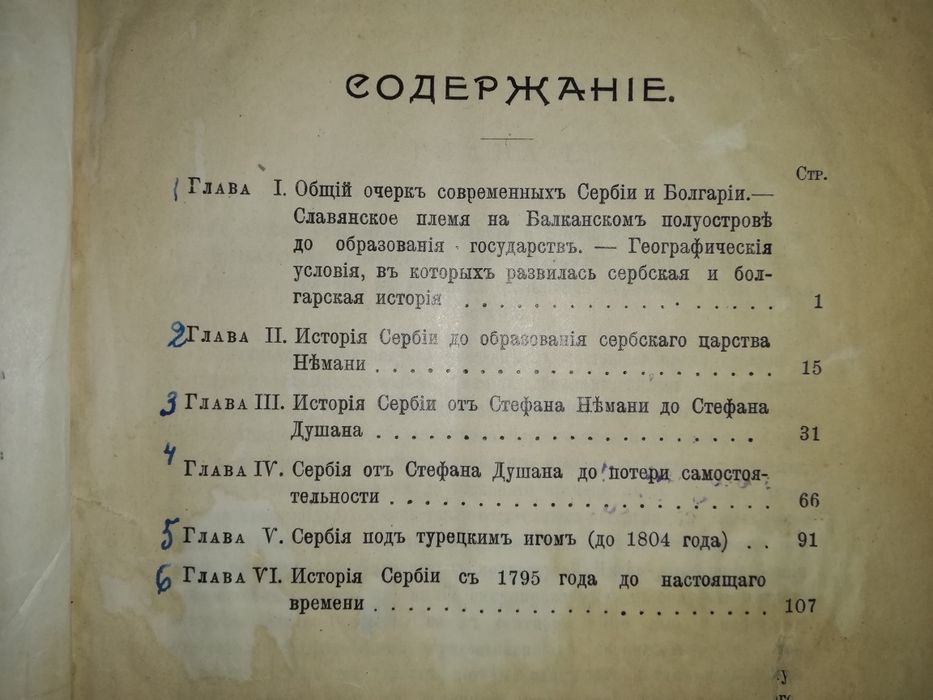 СОДЕРЖАНІЕ.
Стр.
1 Глава I. Общій очеркъ современныхъ Сербіи и Болгаріи.—
Славянское племя на Балканскомъ полуостровѣ
до образованія государствъ. — Географическія
условія, въ которыхъ развилась сербская и бол-
гарская исторія . . . . . . . . . . . . . . . . . . 1
2 Глава II. Исторія Сербіи до образованія сербскаго царства
Нѣмани . . . . . . . . . . . . . . . . . . . . . . 15
3 Глава III. Исторія Сербіи отъ Стефана Нѣмани до Стефана
Душана . . . . . . . . . . . . . . . . . . . . . 31
4 Глава IV. Сербія отъ Стефана Душана до потери самостоя-
тельности . . . . . . . . . . . . . . . . . . . . . 66
5 Глава V. Сербія подъ турецкимъ игомъ (до 1804 года) . . 91
6 Глава VI. Исторія Сербіи съ 1795 года до настоящаго
времени . . . . . . . . . . . . . . . . . . . . . . 107